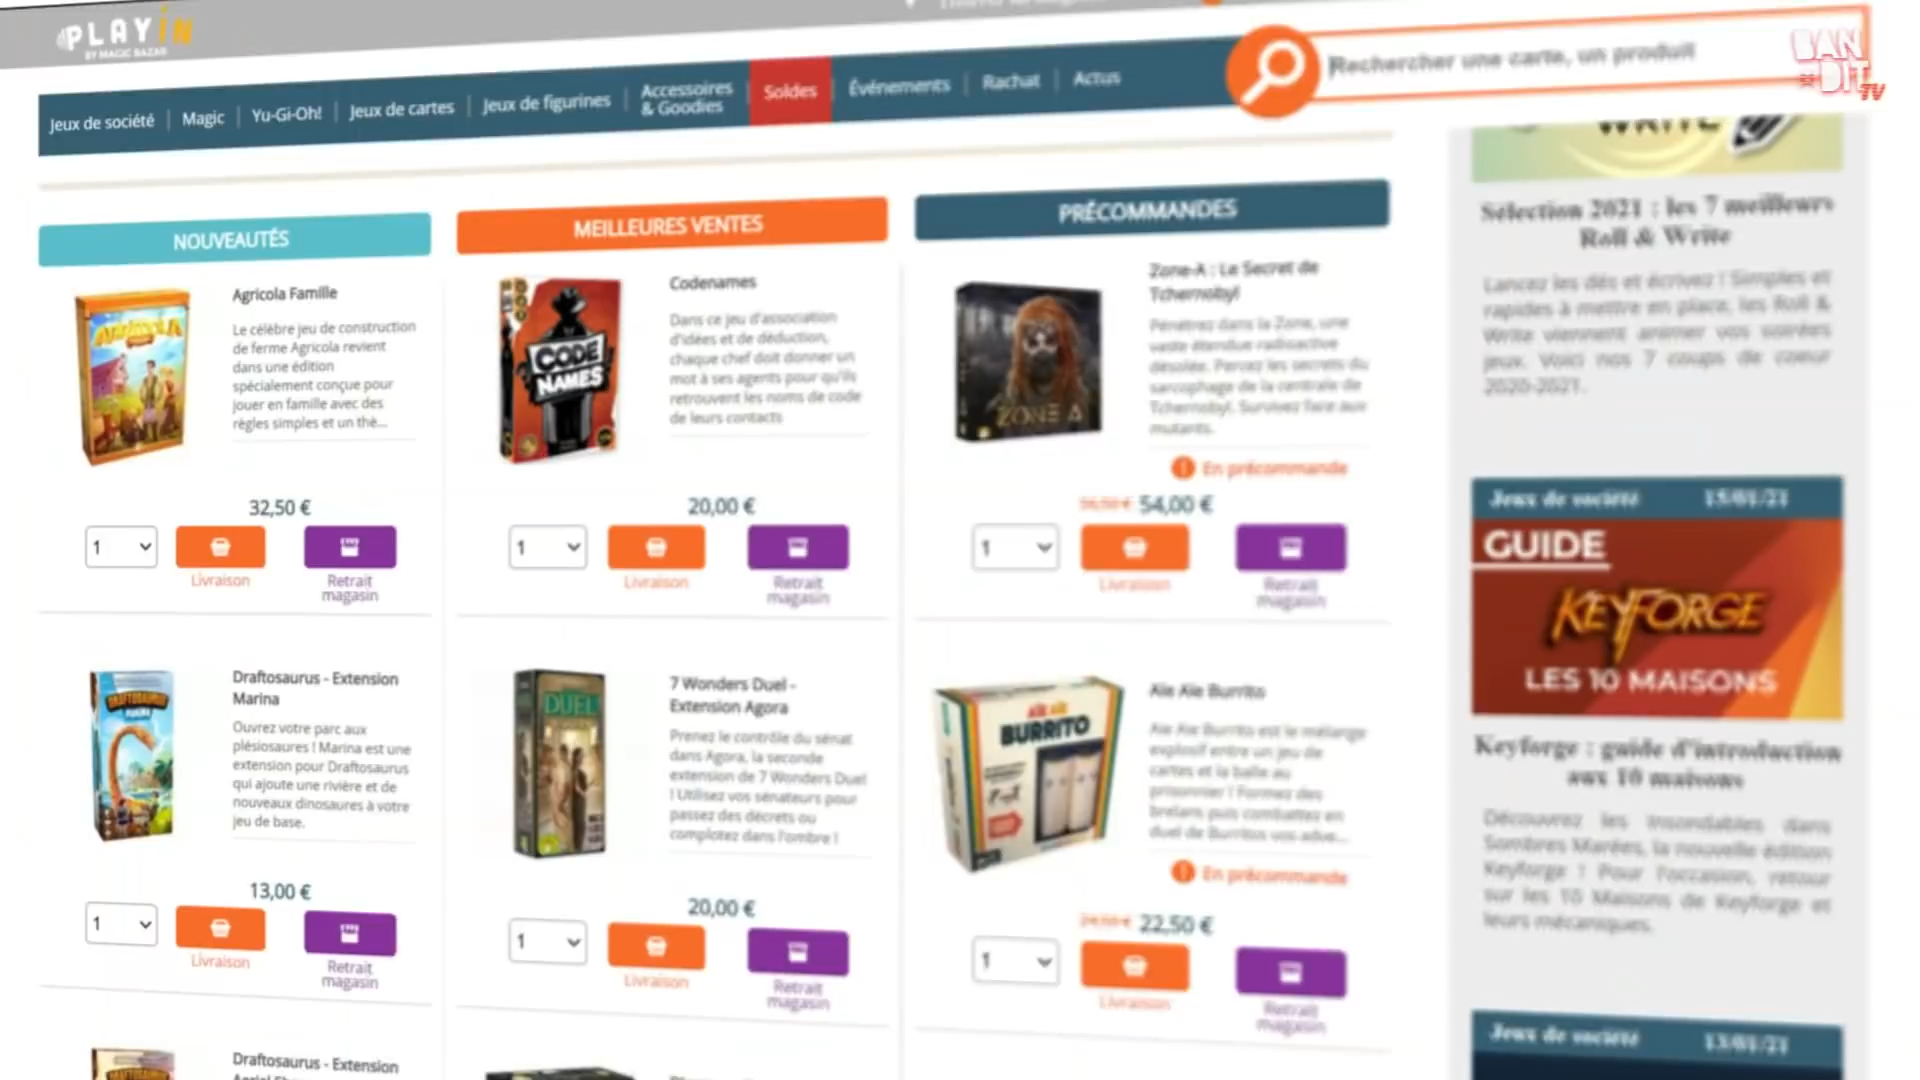 PLAYIN
BY MAGIC BAZAR
Rechercher une carte, un produit
BANDIT TV
Jeux de société
Magic
Yu-Gi-Oh!
Jeux de cartes
Jeux de figurines
Accessoires
& Goodies
Soldes
Événements
Rachat
Actus
NOUVEAUTÉS
Agricola Famille
Le célèbre jeu de construction
de ferme Agricola revient
dans une édition
spécialement conçue pour
jouer en famille avec des
règles simples et un thè...
32,50 €
1
Livraison
Retrait
magasin
Draftosaurus - Extension
Marina
Ouvrez votre parc aux
plésiosaures ! Marina est une
extension pour Draftosaurus
qui ajoute une rivière et de
nouveaux dinosaures à votre
jeu de base.
13,00 €
1
Livraison
Retrait
magasin
Draftosaurus - Extension
MEILLEURES VENTES
CODE
NAMES
Codenames
Dans ce jeu d'association
d'idées et de déduction,
chaque chef doit donner un
mot à ses agents pour qu'ils
retrouvent les noms de code
de leurs contacts
20,00 €
1
Livraison
Retrait
magasin
DUEL
7 Wonders Duel -
Extension Agora
Prenez le contrôle du sénat
dans Agora, la seconde
extension de 7 Wonders Duel
! Utilisez vos sénateurs pour
passez des décrets ou
complotez dans l'ombre !
20,00 €
1
Livraison
Retrait
magasin
PRÉCOMMANDES
ZONE A
Zone-A : Le Secret de
Tchernobyl
Pénétrez dans la Zone, une
vaste étendue radioactive
désolée. Percez les secrets du
sarcophage de la centrale de
Tchernobyl. Survivez face aux
mutants.
En précommande
54,00 €
1
Livraison
Retrait
magasin
AÏE AÏE
BURRITO
Aïe Aïe Burrito
Aïe Aïe Burrito est le mélange
explosif entre un jeu de
cartes et la balle au
prisonnier ! Formez des
brelans puis combattez en
duel de Burritos vos adve...
En précommande
24,50 € 22,50 €
1
Livraison
Retrait
magasin
WRITE
Sélection 2021 : les 7 meilleurs
Roll & Write
Lancez les dés et écrivez ! Simples et
rapides à mettre en place, les Roll &
Write viennent animer vos soirées
jeux. Voici nos 7 coups de coeur
2020-2021.
Jeux de société 15/01/21
GUIDE
KEYFORGE
LES 10 MAISONS
Keyforge : guide d'introduction
aux 10 maisons
Découvrez les Insondables dans
Sombres Marées, la nouvelle édition
Keyforge ! Pour l'occasion, retour
sur les 10 Maisons de Keyforge et
leurs mécaniques.
Jeux de société 13/01/21